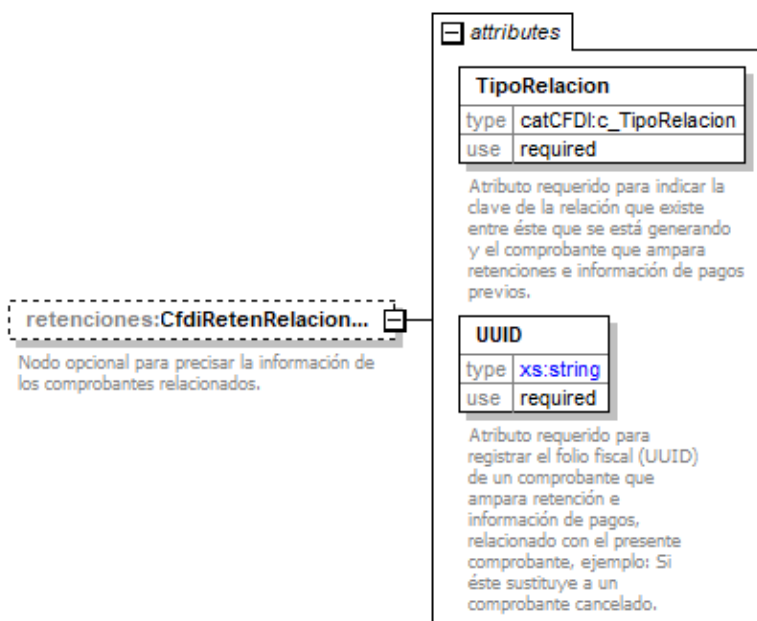 attributes
TipoRelacion
type catCFDI:c_TipoRelacion
use required
Atributo requerido para indicar la
clave de la relación que existe
entre éste que se está generando
y el comprobante que ampara
retenciones e información de pagos
previos.
retenciones:CfdiRetenRelacion...
Nodo opcional para precisar la información de
los comprobantes relacionados.
UUID
type xs:string
use required
Atributo requerido para
registrar el folio fiscal (UUID)
de un comprobante que
ampara retención e
información de pagos,
relacionado con el presente
comprobante, ejemplo: Si
éste sustituye a un
comprobante cancelado.